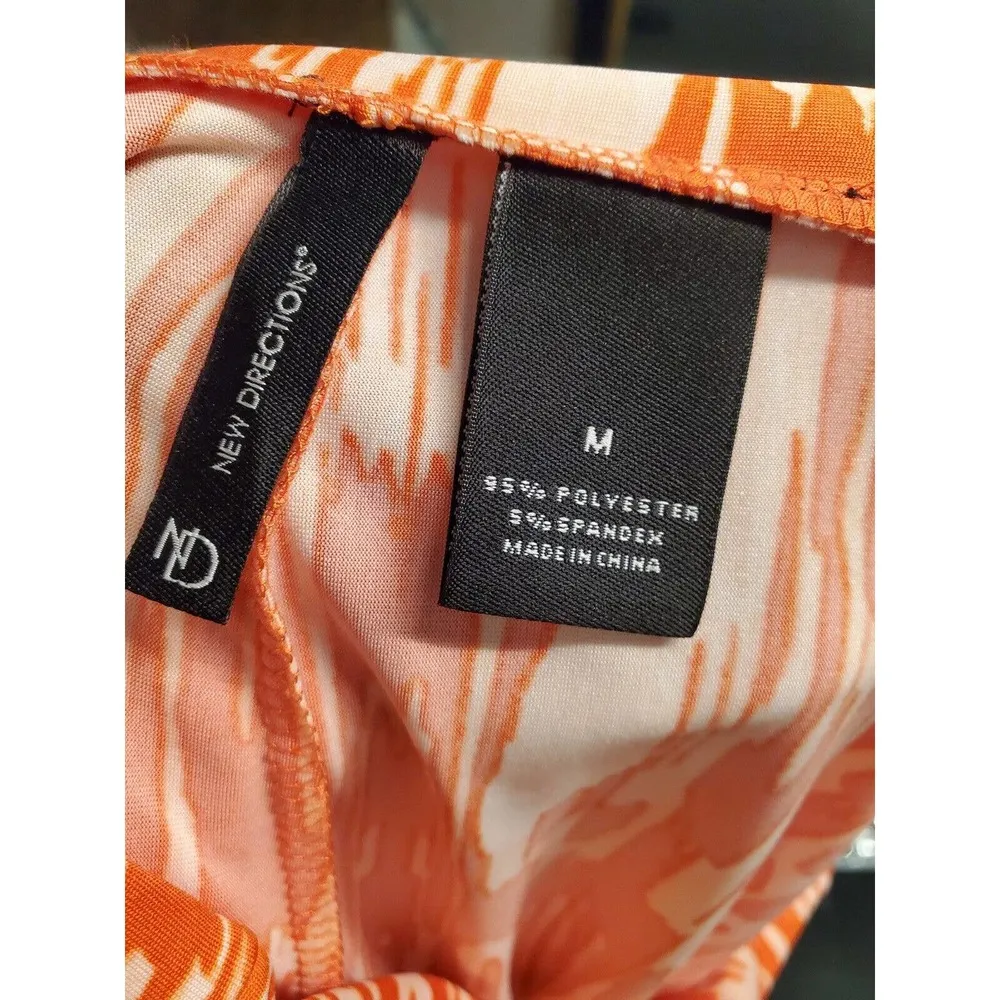 NEW DIRECTIONS®
ND
M
95% POLYESTER
5% SPANDEX
MADE IN CHINA